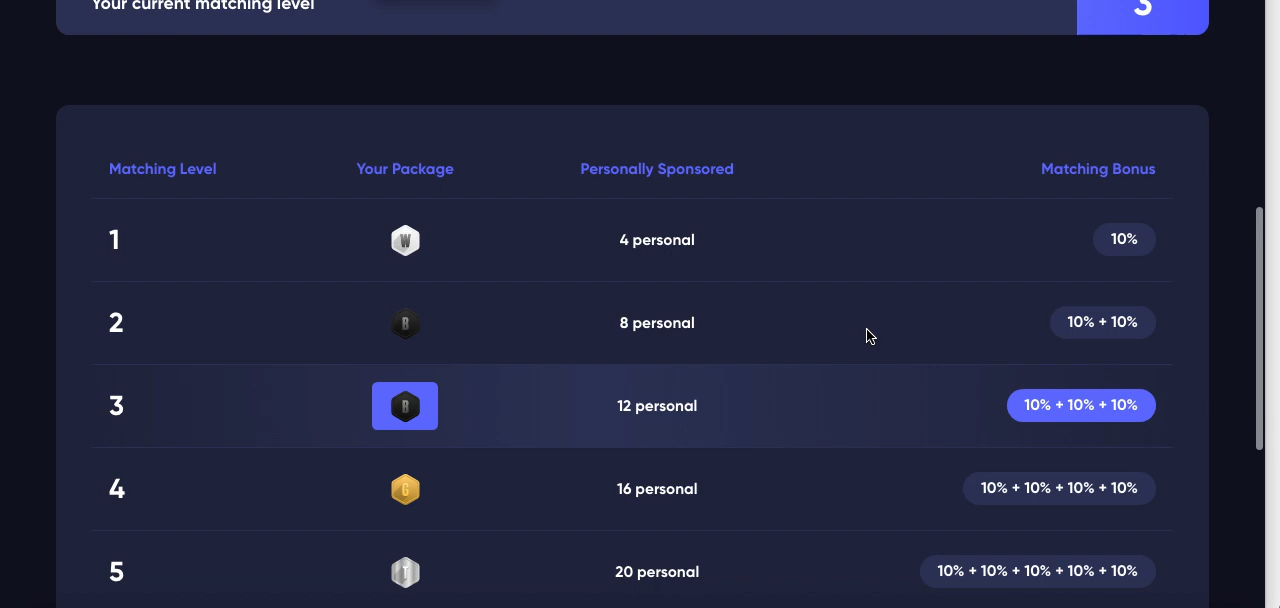 Your current matching level 3
Matching Level Your Package Personally Sponsored Matching Bonus
1 W 4 personal 10%
2 B 8 personal 10% + 10%
3 B 12 personal 10% + 10% + 10%
4 G 16 personal 10% + 10% + 10% + 10%
5 T 20 personal 10% + 10% + 10% + 10% + 10%